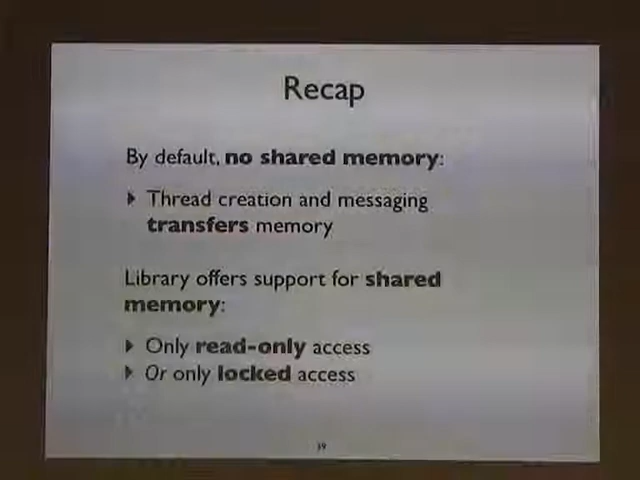 Recap
By default, no shared memory:
Thread creation and messaging
transfers memory
Library offers support for shared
memory:
Only read-only access
Or only locked access